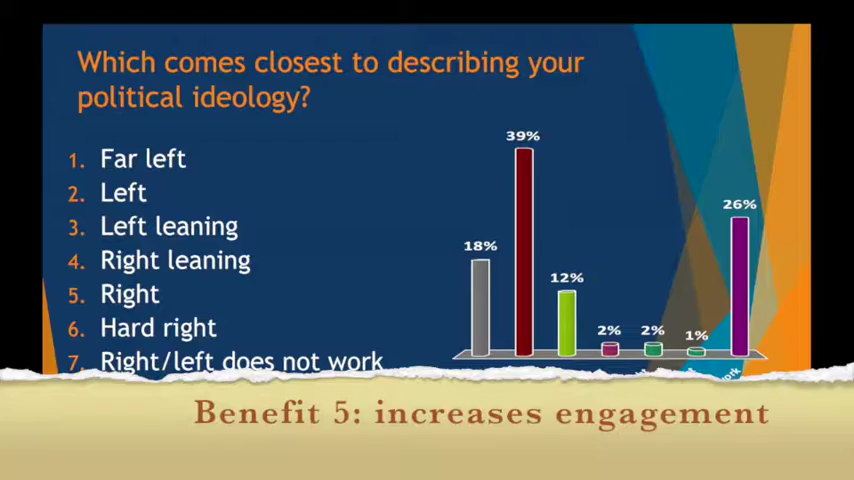 Which comes closest to describing your
political ideology?
1. Far left
2. Left
3. Left leaning
4. Right leaning
5. Right
6. Hard right
7. Right/left does not work
18%
39%
12%
2%
2%
1%
26%
Benefit 5: increases engagement